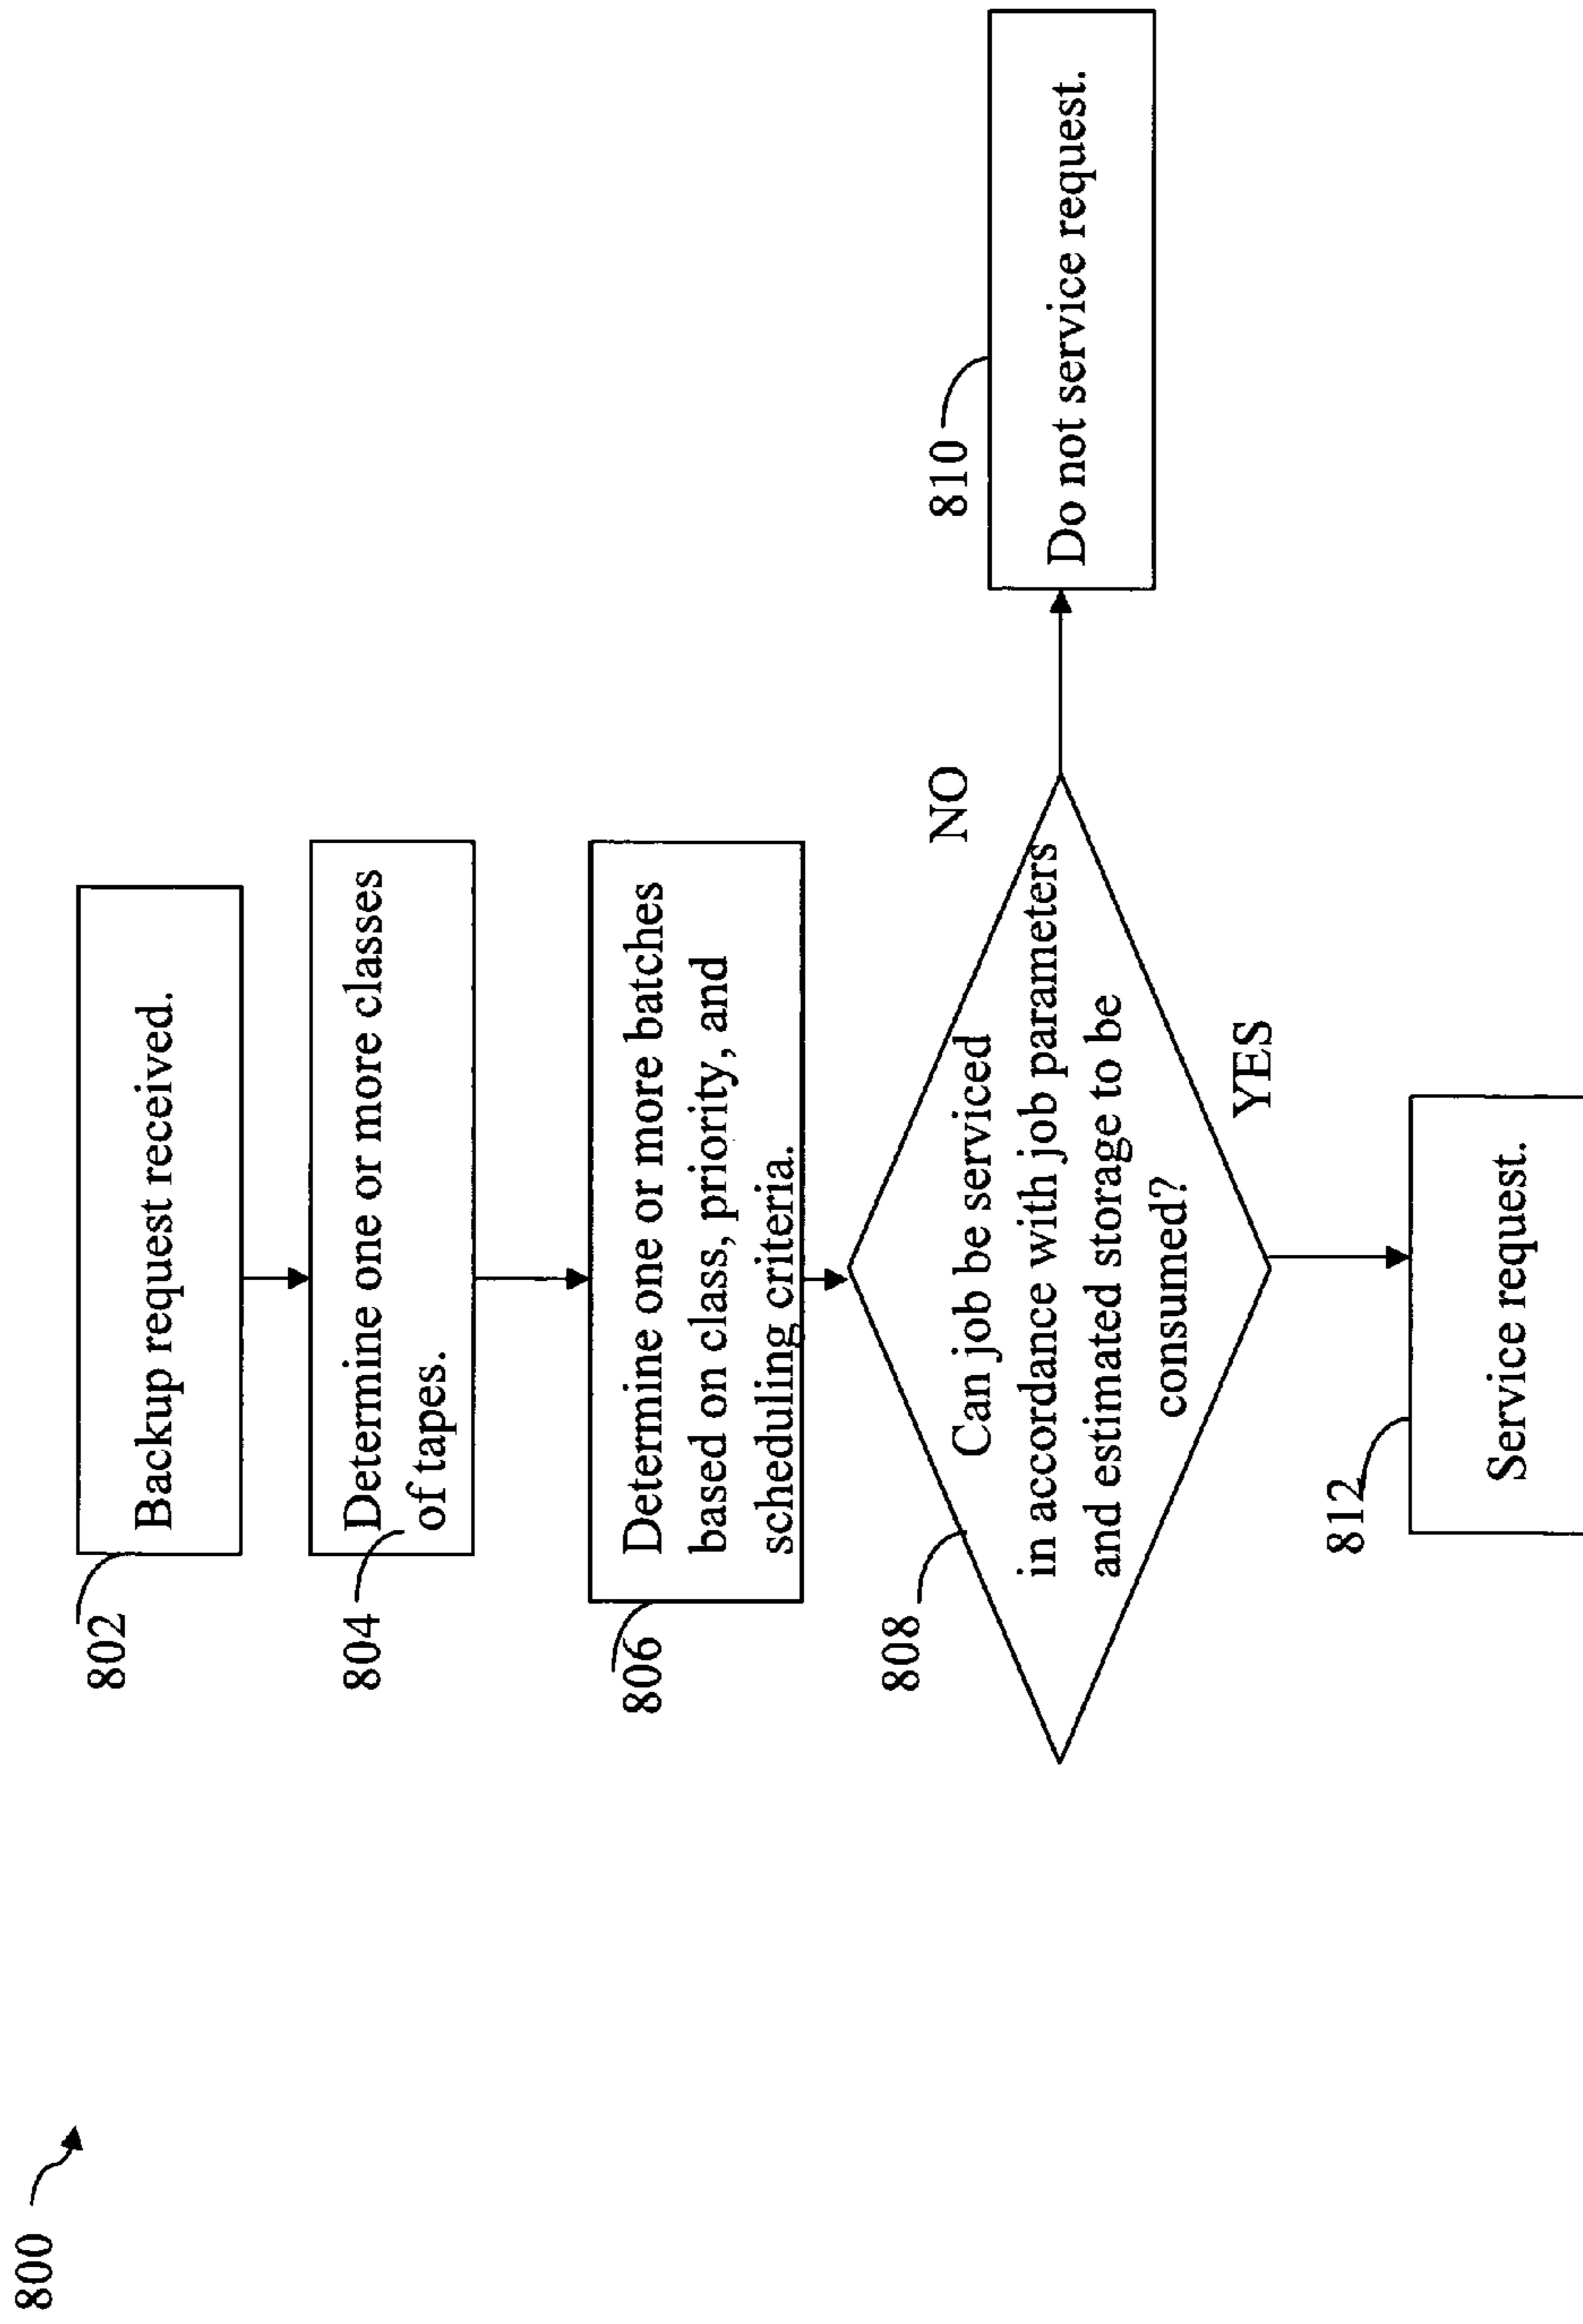 800
802
Backup request received.
804
Determine one or more classes
of tapes.
806
Determine one or more batches
based on class, priority, and
scheduling criteria.
808
Can job be serviced
in accordance with job parameters
and estimated storage to be
consumed?
NO
810
Do not service request.
YES
812
Service request.